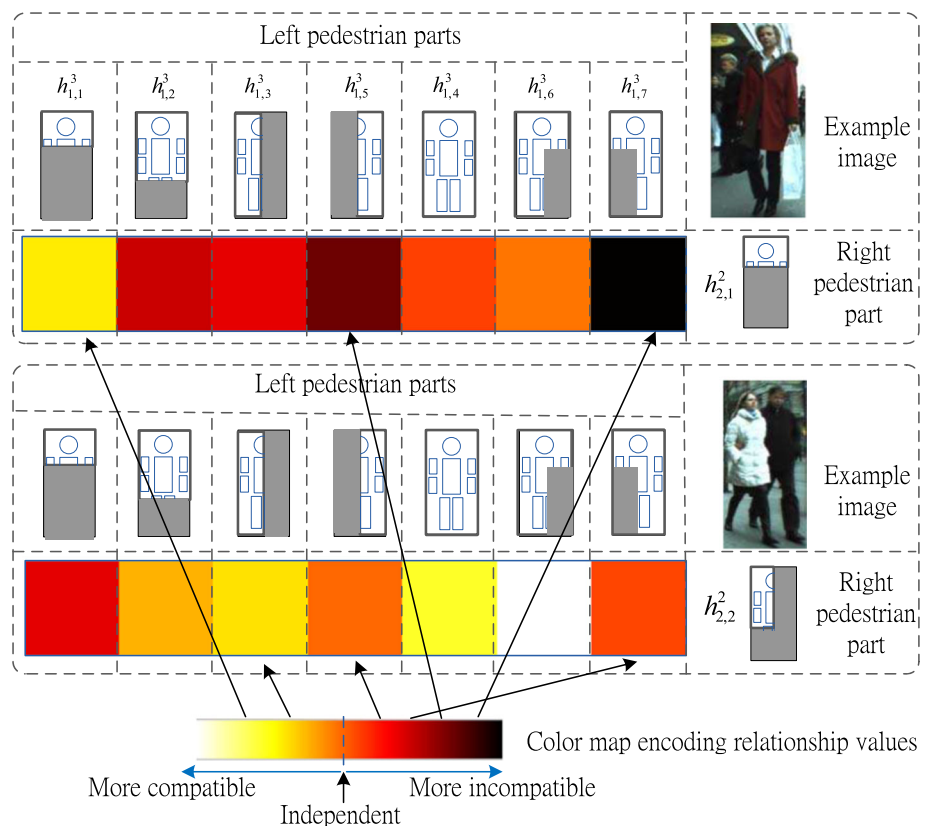 Left pedestrian parts
h³₁,₁ h³₁,₂ h³₁,₃ h³₁,₅ h³₁,₄ h³₁,₆ h³₁,₇
Example
image
h²₂,₁
Right
pedestrian
part
Left pedestrian parts
Example
image
h²₂,₂
Right
pedestrian
part
Color map encoding relationship values
More compatible
More incompatible
Independent